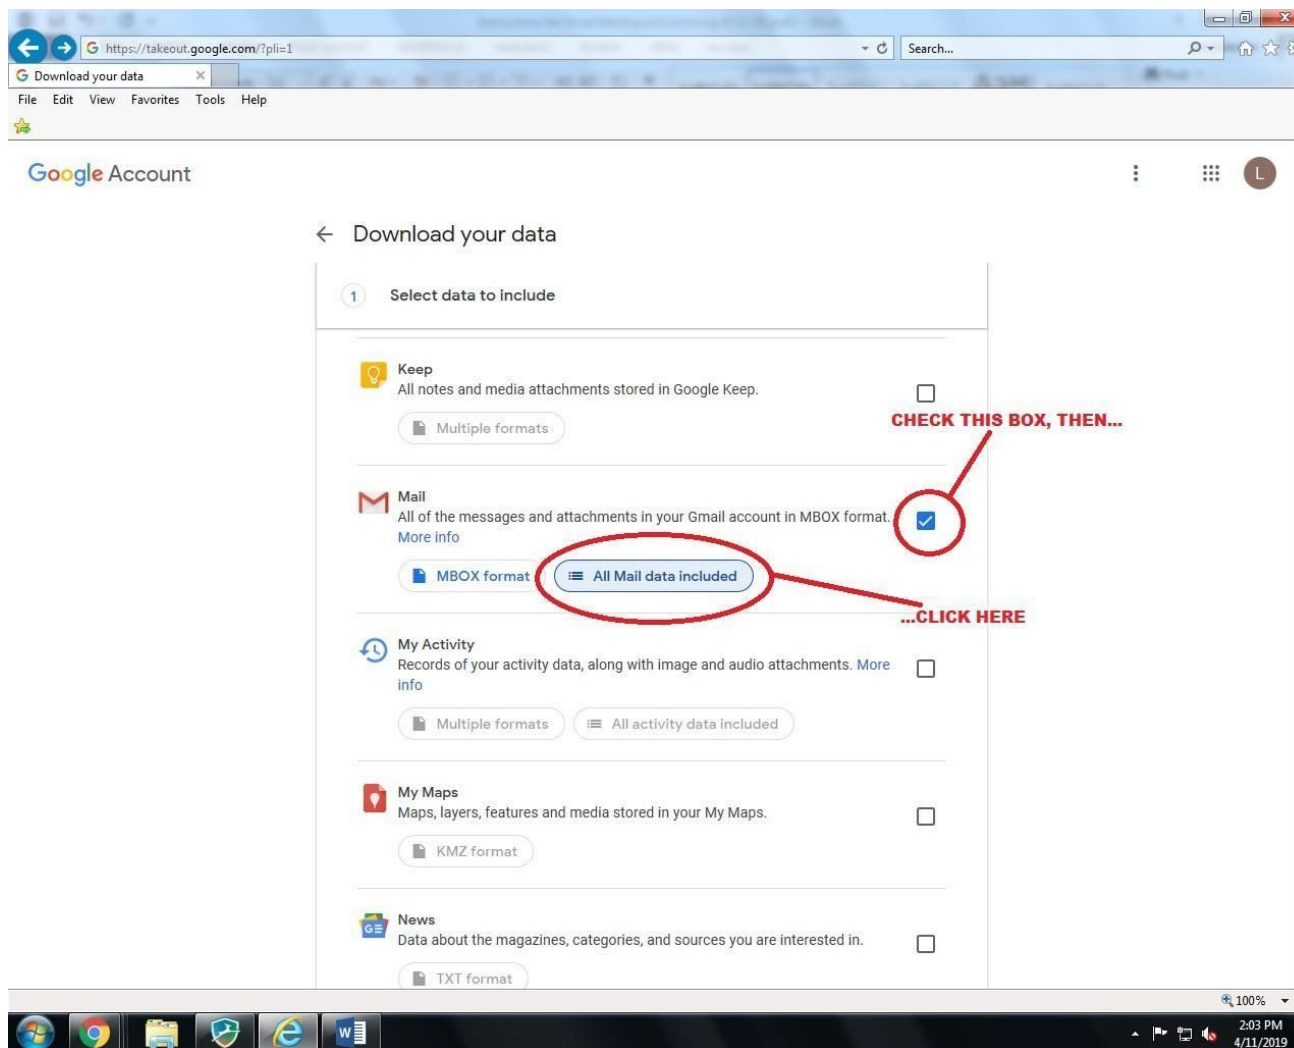 https://takeout.google.com/?pli=1
Search...
Download your data
File Edit View Favorites Tools Help
Google Account
L
Download your data
1 Select data to include
Keep
All notes and media attachments stored in Google Keep.
Multiple formats
CHECK THIS BOX, THEN...
Mail
All of the messages and attachments in your Gmail account in MBOX format.
More info
MBOX format
All Mail data included
...CLICK HERE
My Activity
Records of your activity data, along with image and audio attachments. More
info
Multiple formats
All activity data included
My Maps
Maps, layers, features and media stored in your My Maps.
KMZ format
News
Data about the magazines, categories, and sources you are interested in.
TXT format
100%
2:03 PM
4/11/2019